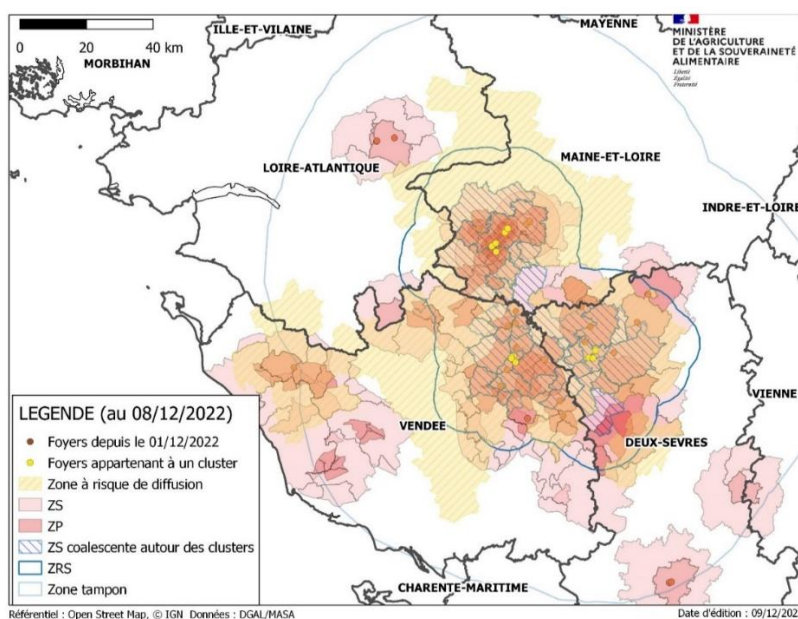 0 20 40 km
ILLE-ET-VILAINE
MAYENNE
MORBIHAN
MINISTÈRE
DE L'AGRICULTURE
ET DE LA SOUVERAINETÉ
ALIMENTAIRE
Liberté
Égalité
Fraternité
LOIRE-ATLANTIQUE
MAINE-ET-LOIRE
INDRE-ET-LOIRE
VIENNE
VENDEE
DEUX-SEVRES
CHARENTE-MARITIME
LEGENDE (au 08/12/2022)
Foyers depuis le 01/12/2022
Foyers appartenant à un cluster
Zone à risque de diffusion
ZS
ZP
ZS coalescente autour des clusters
ZRS
Zone tampon
Référentiel : Open Street Map, © IGN Données : DGAL/MASA
Date d'édition : 09/12/202